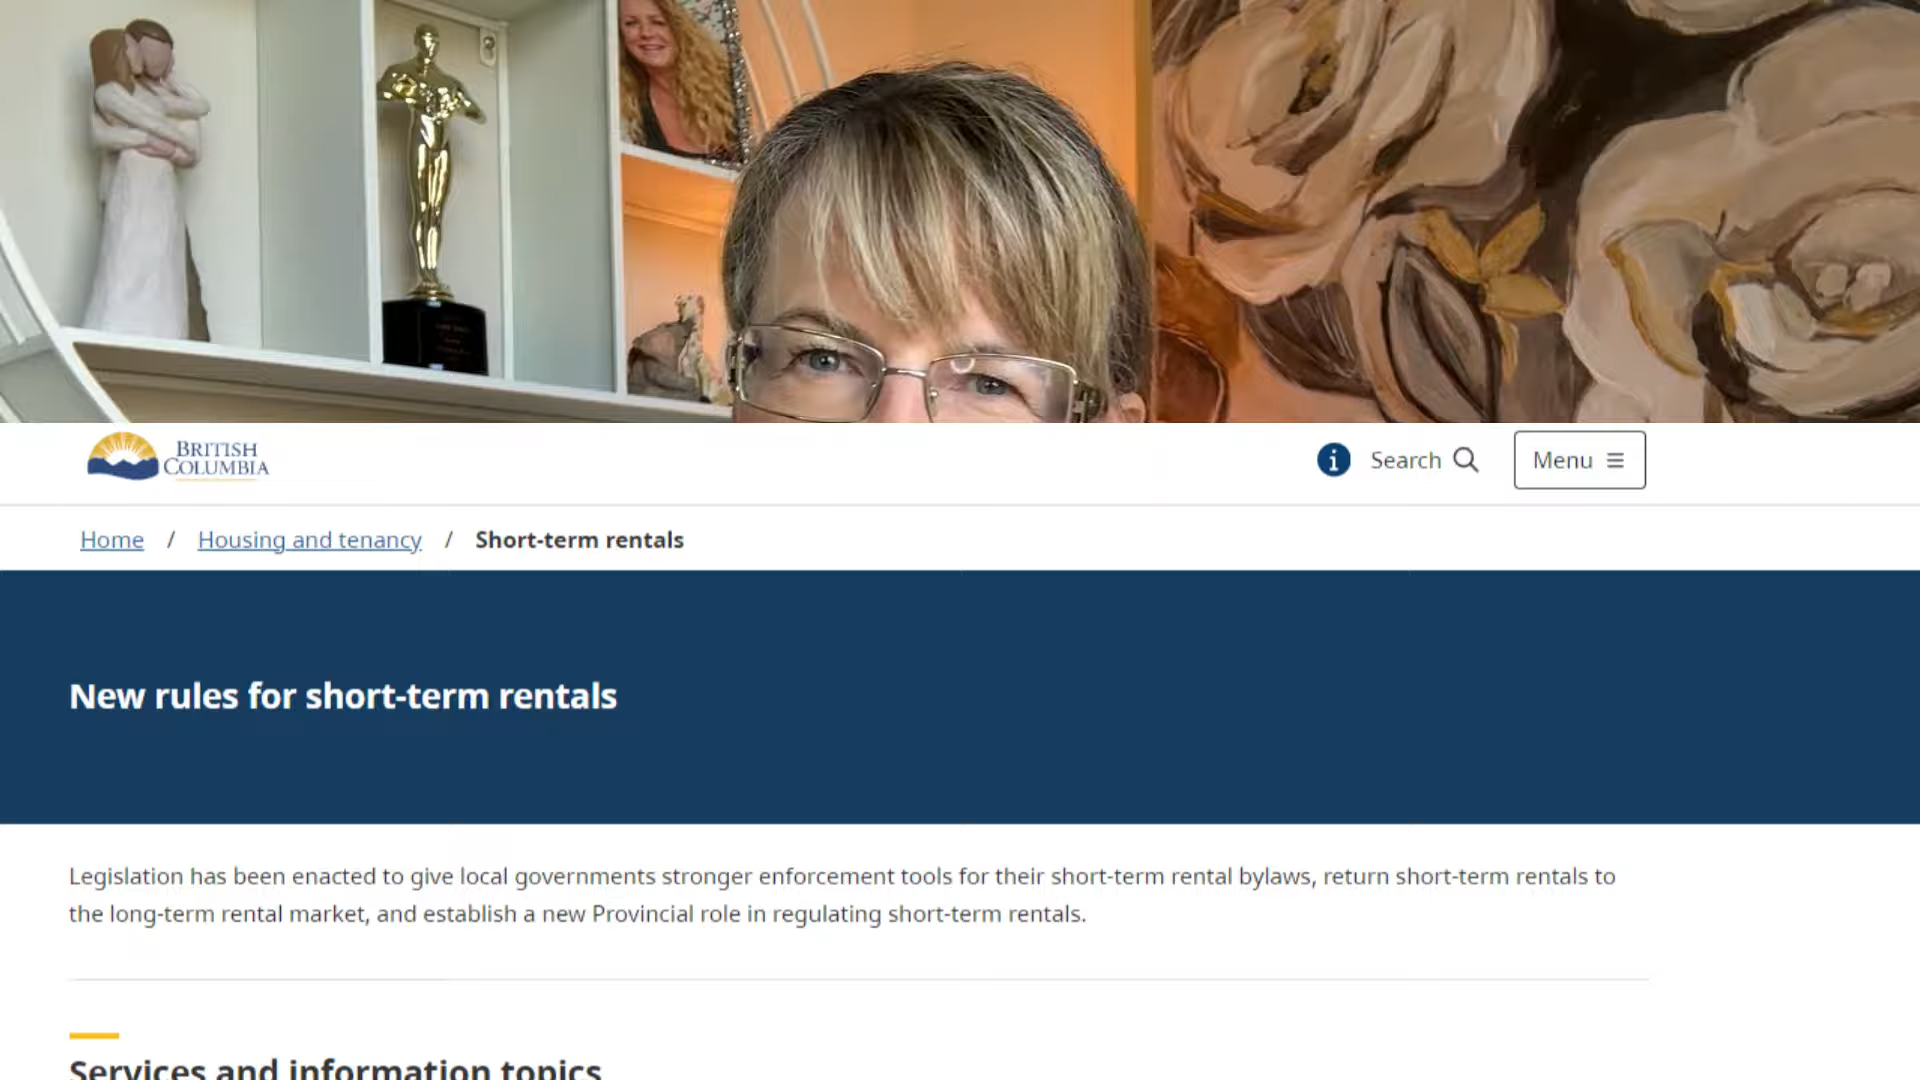 BRITISH
COLUMBIA
Search
Menu
Home / Housing and tenancy / Short-term rentals
New rules for short-term rentals
Legislation has been enacted to give local governments stronger enforcement tools for their short-term rental bylaws, return short-term rentals to
the long-term rental market, and establish a new Provincial role in regulating short-term rentals.
Services and information topics